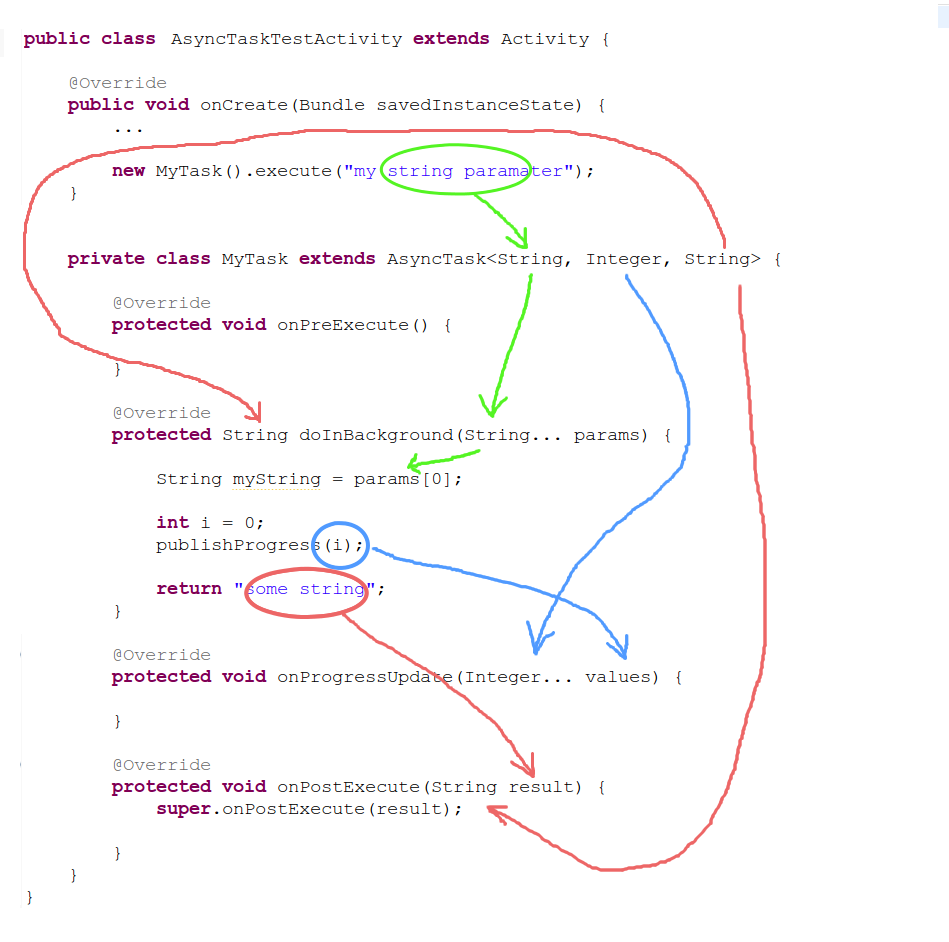 public class AsyncTaskTestActivity extends Activity {
@Override
public void onCreate(Bundle savedInstanceState) {
...
new MyTask().execute("my string paramater");
}
private class MyTask extends AsyncTask<String, Integer, String> {
@Override
protected void onPreExecute() {
}
@Override
protected String doInBackground(String... params) {
String myString = params[0];
int i = 0;
publishProgress(i);
return "some string";
}
@Override
protected void onProgressUpdate(Integer... values) {
}
@Override
protected void onPostExecute(String result) {
super.onPostExecute(result);
}
}
}